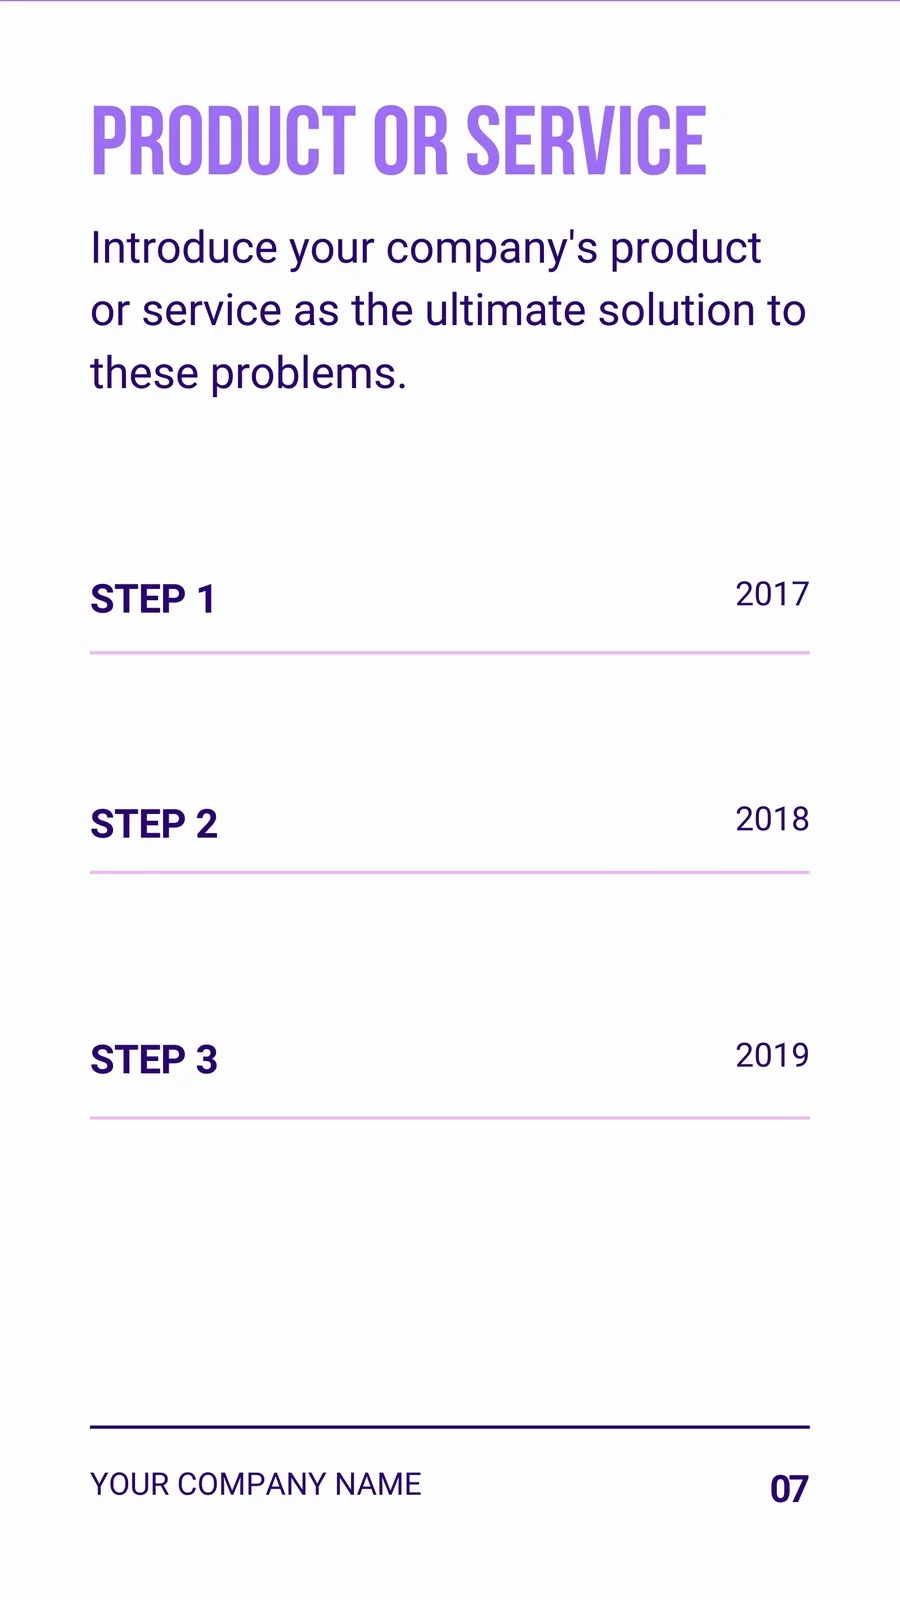 PRODUCT OR SERVICE
Introduce your company's product
or service as the ultimate solution to
these problems.
STEP 1 2017
STEP 2 2018
STEP 3 2019
YOUR COMPANY NAME 07